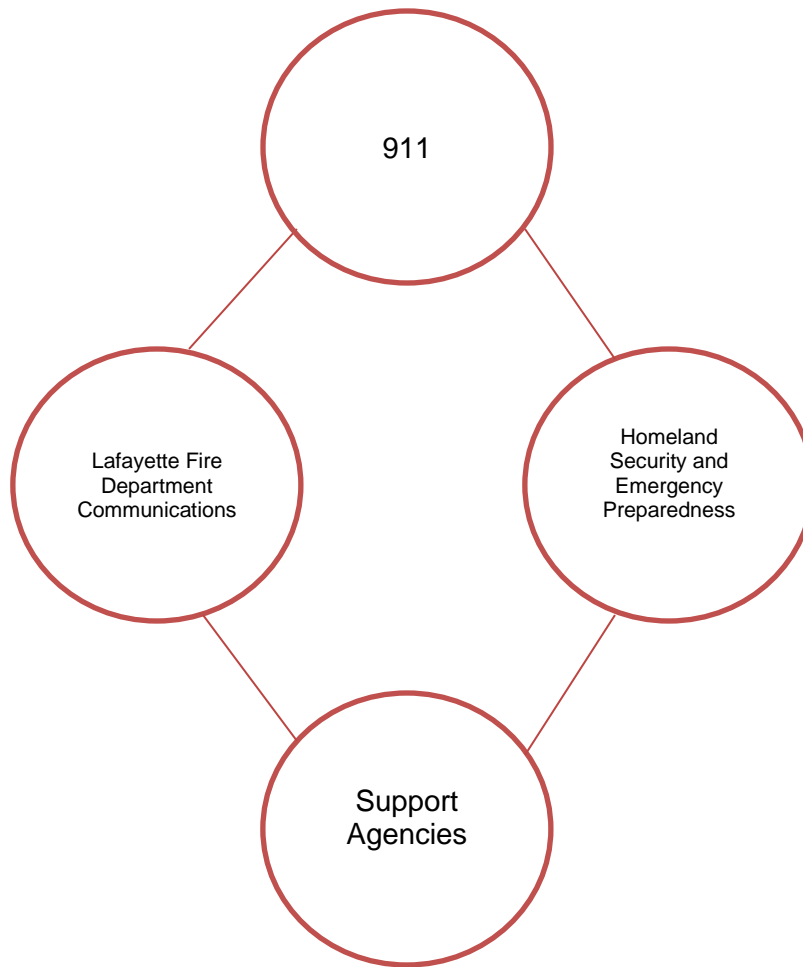 911
Lafayette Fire
Department
Communications
Homeland
Security and
Emergency
Preparedness
Support
Agencies